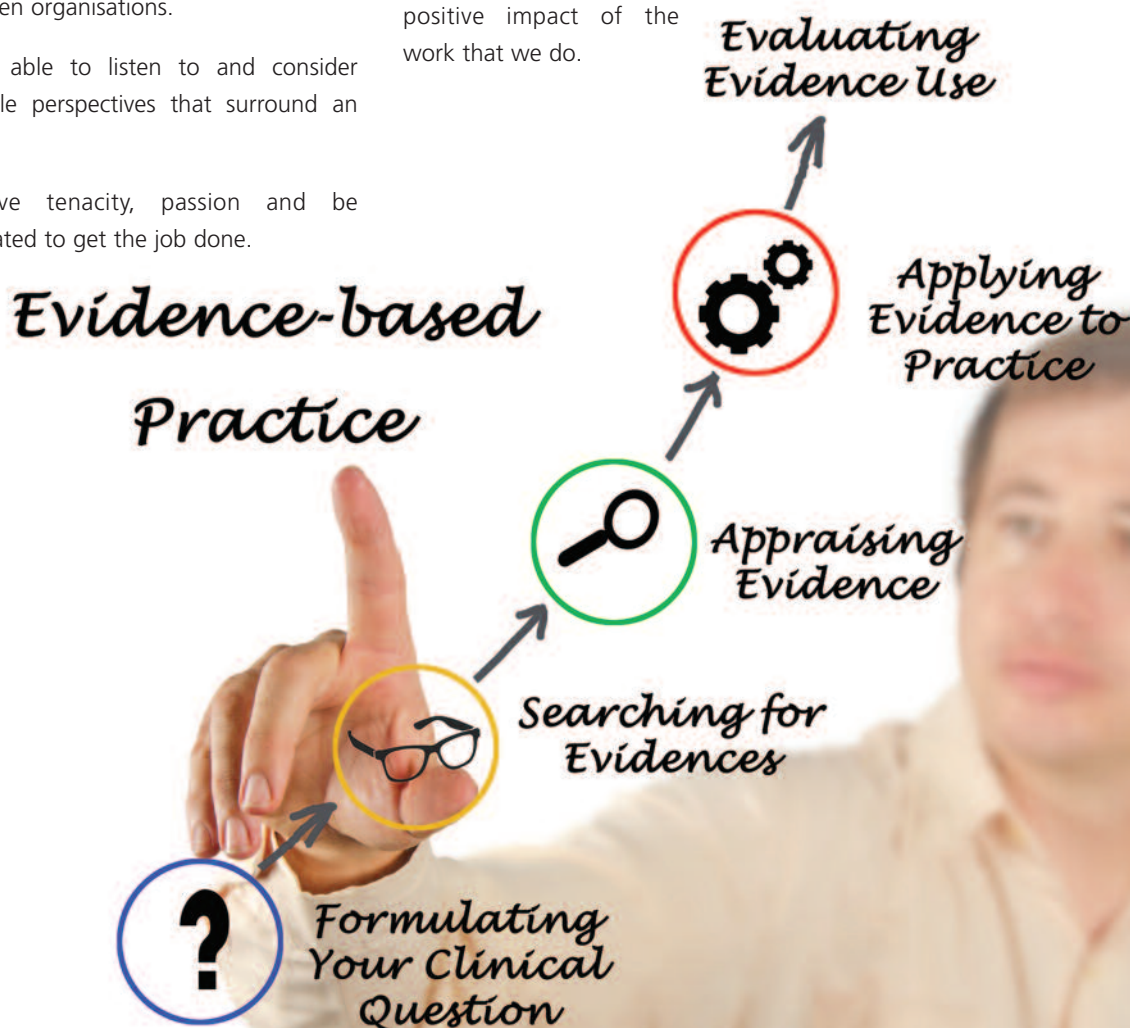 en organisations.
able to listen to and consider
le perspectives that surround an
ve tenacity, passion and be
ated to get the job done.
positive impact of the
work that we do.
Evidence-based
Practice
Evaluating
Evidence Use
Applying
Evidence to
Practice
Appraising
Evidence
Searching for
Evidences
Formulating
Your Clinical
Question
?